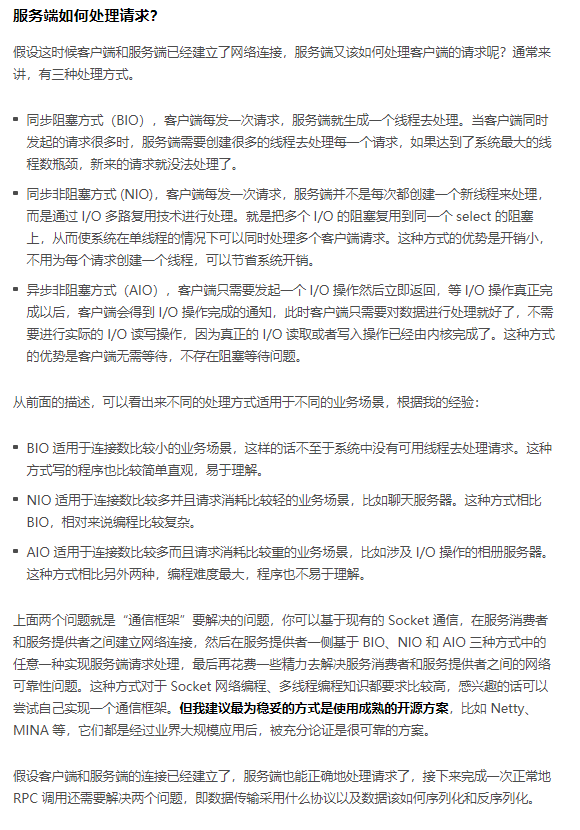 服务端如何处理请求？
假设这时候客户端和服务端已经建立了网络连接，服务端又该如何处理客户端的请求呢？通常来
讲，有三种处理方式。
同步阻塞方式（BIO），客户端每发一次请求，服务端就生成一个线程去处理。当客户端同时
发起的请求很多时，服务端需要创建很多的线程去处理每一个请求，如果达到了系统最大的线
程数瓶颈，新来的请求就没法处理了。
同步非阻塞方式 (NIO)，客户端每发一次请求，服务端并不是每次都创建一个新线程来处理，
而是通过 I/O 多路复用技术进行处理。就是把多个 I/O 的阻塞复用到同一个 select 的阻塞
上，从而使系统在单线程的情况下可以同时处理多个客户端请求。这种方式的优势是开销小，
不用为每个请求创建一个线程，可以节省系统开销。
异步非阻塞方式（AIO），客户端只需要发起一个 I/O 操作然后立即返回，等 I/O 操作真正完
成以后，客户端会得到 I/O 操作完成的通知，此时客户端只需要对数据进行处理就好了，不需
要进行实际的 I/O 读写操作，因为真正的 I/O 读取或者写入操作已经由内核完成了。这种方式
的优势是客户端无需等待，不存在阻塞等待问题。
从前面的描述，可以看出来不同的处理方式适用于不同的业务场景，根据我的经验：
BIO 适用于连接数比较小的业务场景，这样的话不至于系统中没有可用线程去处理请求。这种
方式写的程序也比较简单直观，易于理解。
NIO 适用于连接数比较多并且请求消耗比较轻的业务场景，比如聊天服务器。这种方式相比
BIO，相对来说编程比较复杂。
AIO 适用于连接数比较多而且请求消耗比较重的业务场景，比如涉及 I/O 操作的相册服务器。
这种方式相比另外两种，编程难度最大，程序也不易于理解。
上面两个问题就是“通信框架”要解决的问题，你可以基于现有的 Socket 通信，在服务消费者
和服务提供者之间建立网络连接，然后在服务提供者一侧基于 BIO、NIO 和 AIO 三种方式中的
任意一种实现服务端请求处理，最后再花费一些精力去解决服务消费者和服务提供者之间的网络
可靠性问题。这种方式对于 Socket 网络编程、多线程编程知识都要求比较高，感兴趣的话可以
尝试自己实现一个通信框架。但我建议最为稳妥的方式是使用成熟的开源方案，比如 Netty、
MINA 等，它们都是经过业界大规模应用后，被充分论证是很可靠的方案。
假设客户端和服务端的连接已经建立了，服务端也能正确地处理请求了，接下来完成一次正常地
RPC 调用还需要解决两个问题，即数据传输采用什么协议以及数据该如何序列化和反序列化。